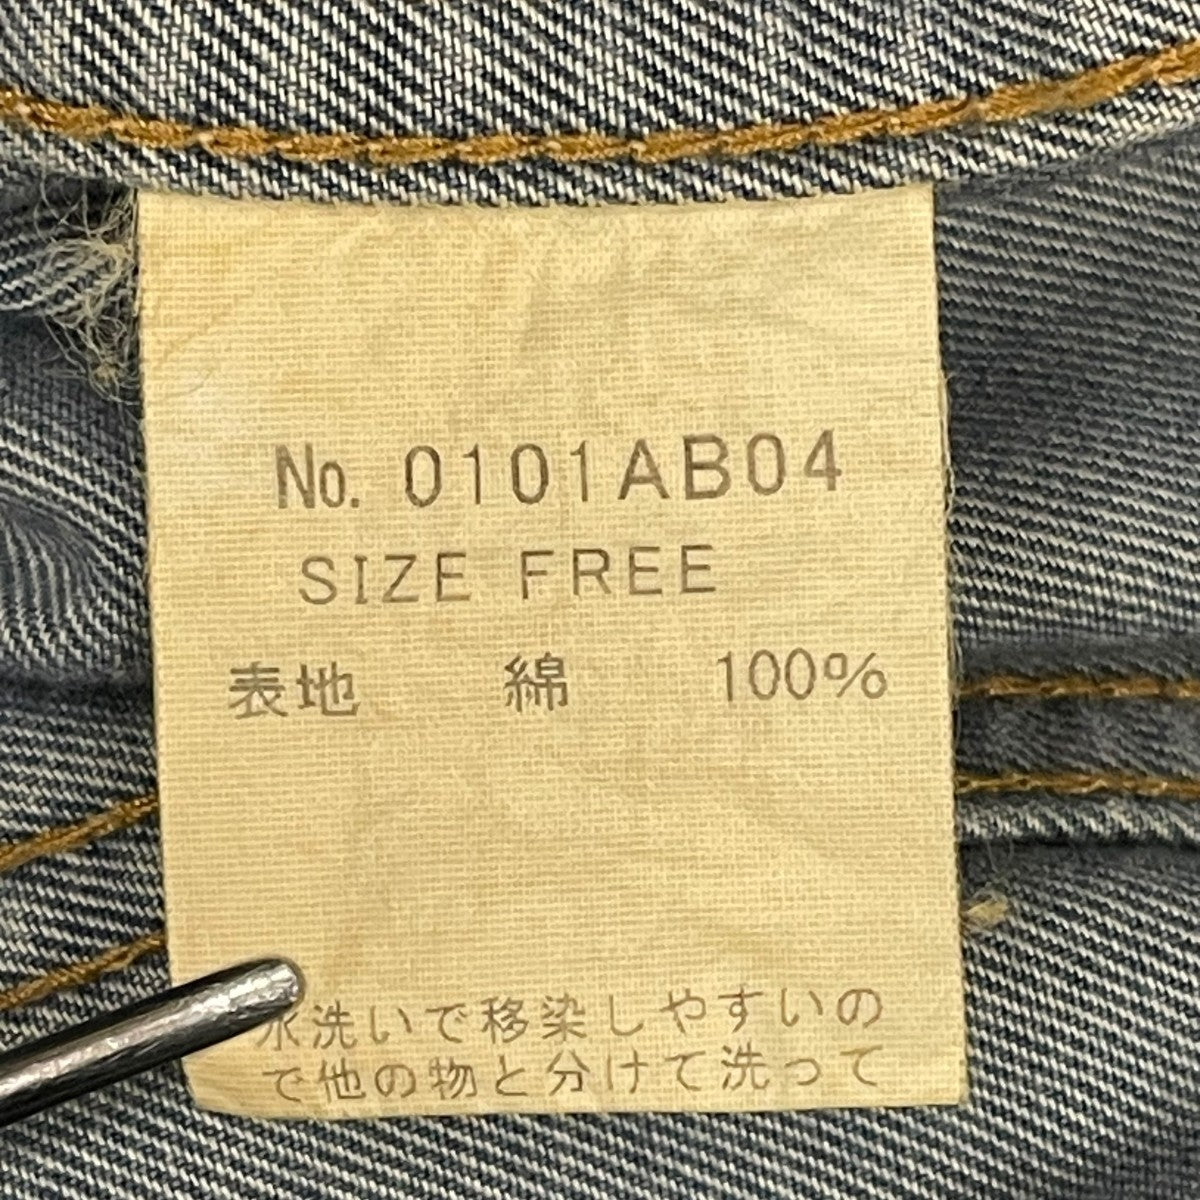 No. 0101AB04
SIZE FREE
表地 綿 100%
水洗いで移染しやすいの
で他の物と分けて洗って